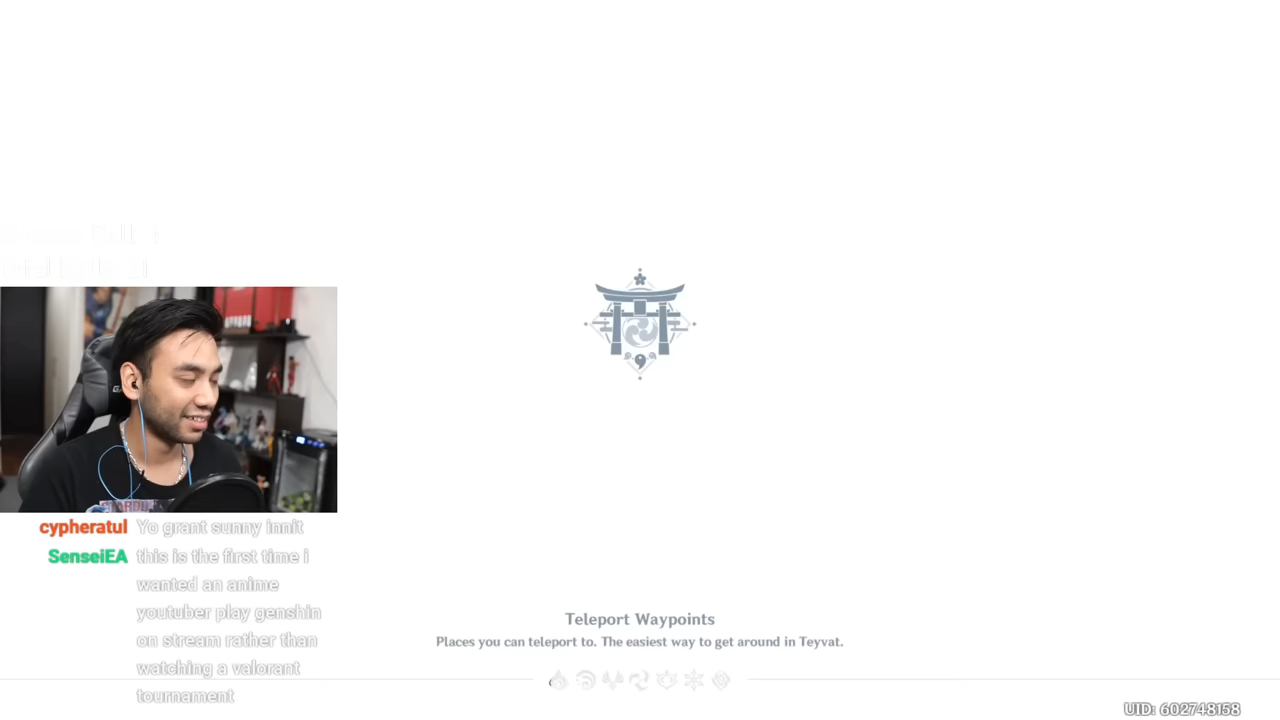 cypheratul Yo grant sunny innit
SenseiEA this is the first time i
wanted an anime
youtuber play genshin
on stream rather than
watching a valorant
tournament
Teleport Waypoints
Places you can teleport to. The easiest way to get around in Teyvat.
UID: 602748158